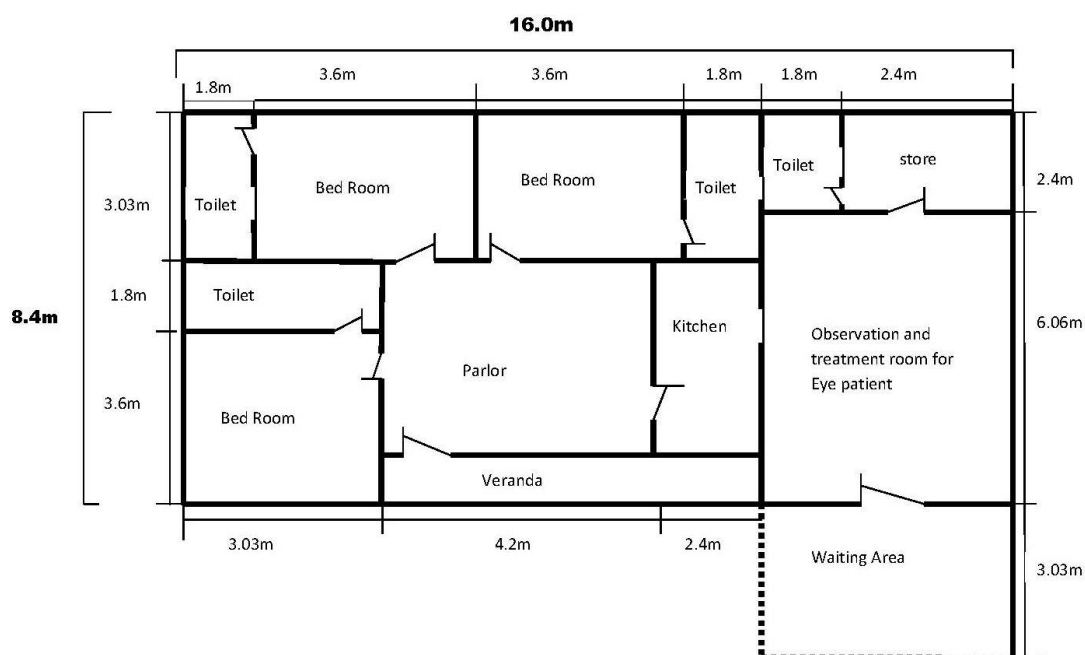 16.0m
1.8m
3.6m
3.6m
1.8m
1.8m
2.4m
8.4m
3.03m
1.8m
3.6m
Toilet
Bed Room
Bed Room
Toilet
Toilet
store
2.4m
Toilet
Kitchen
Parlor
Bed Room
Veranda
Observation and
treatment room for
Eye patient
6.06m
3.03m
4.2m
2.4m
Waiting Area
3.03m